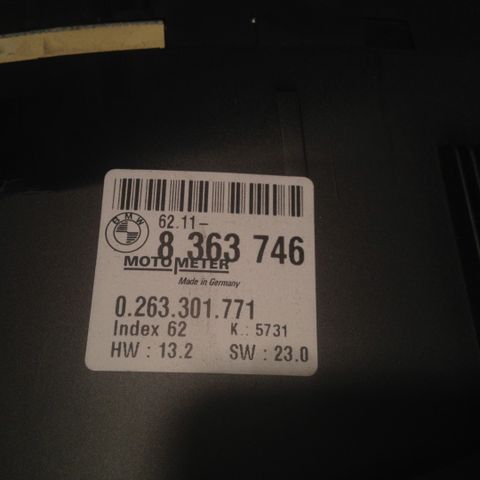 BMW
62.11-
8 363 746
MOTOMETER
Made in Germany
0.263.301.771
Index 62 K.: 5731
HW : 13.2 SW : 23.0